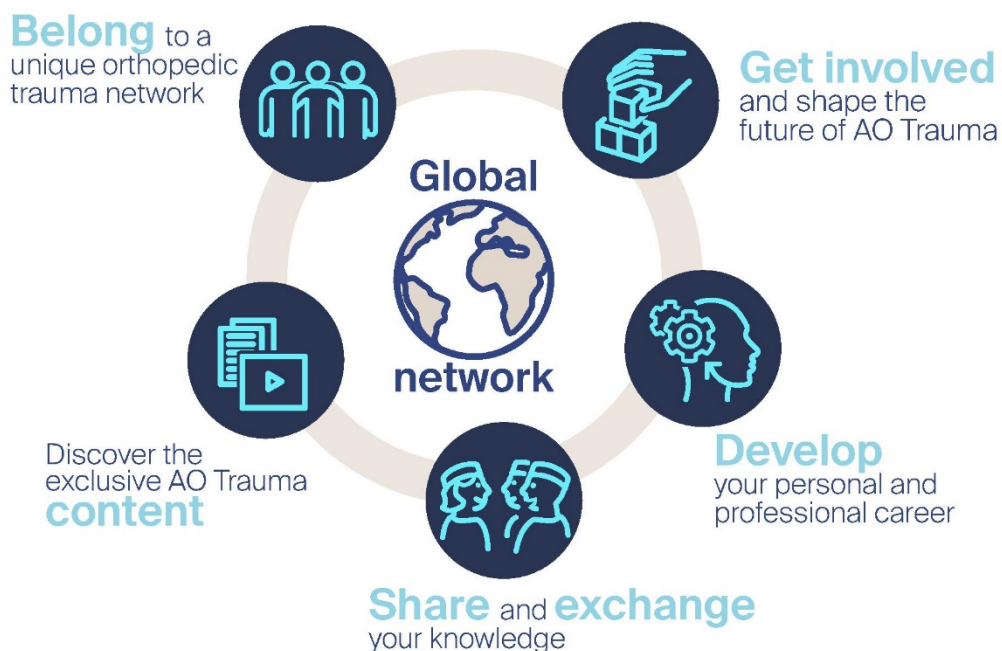 Belong to a
unique orthopedic
trauma network
Get involved
and shape the
future of AO Trauma
Global
network
Develop
your personal and
professional career
Discover the
exclusive AO Trauma
content
Share and exchange
your knowledge